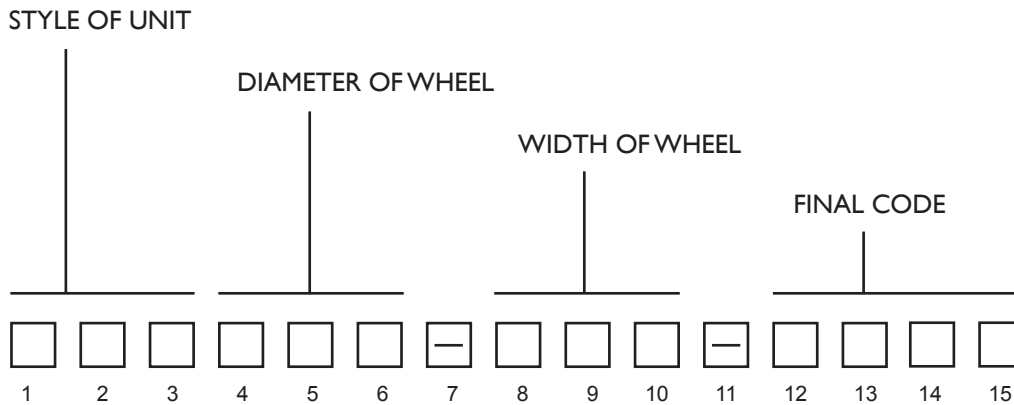 STYLE OF UNIT
DIAMETER OF WHEEL
WIDTH OF WHEEL
FINAL CODE
— —
1 2 3 4 5 6 7 8 9 10 11 12 13 14 15